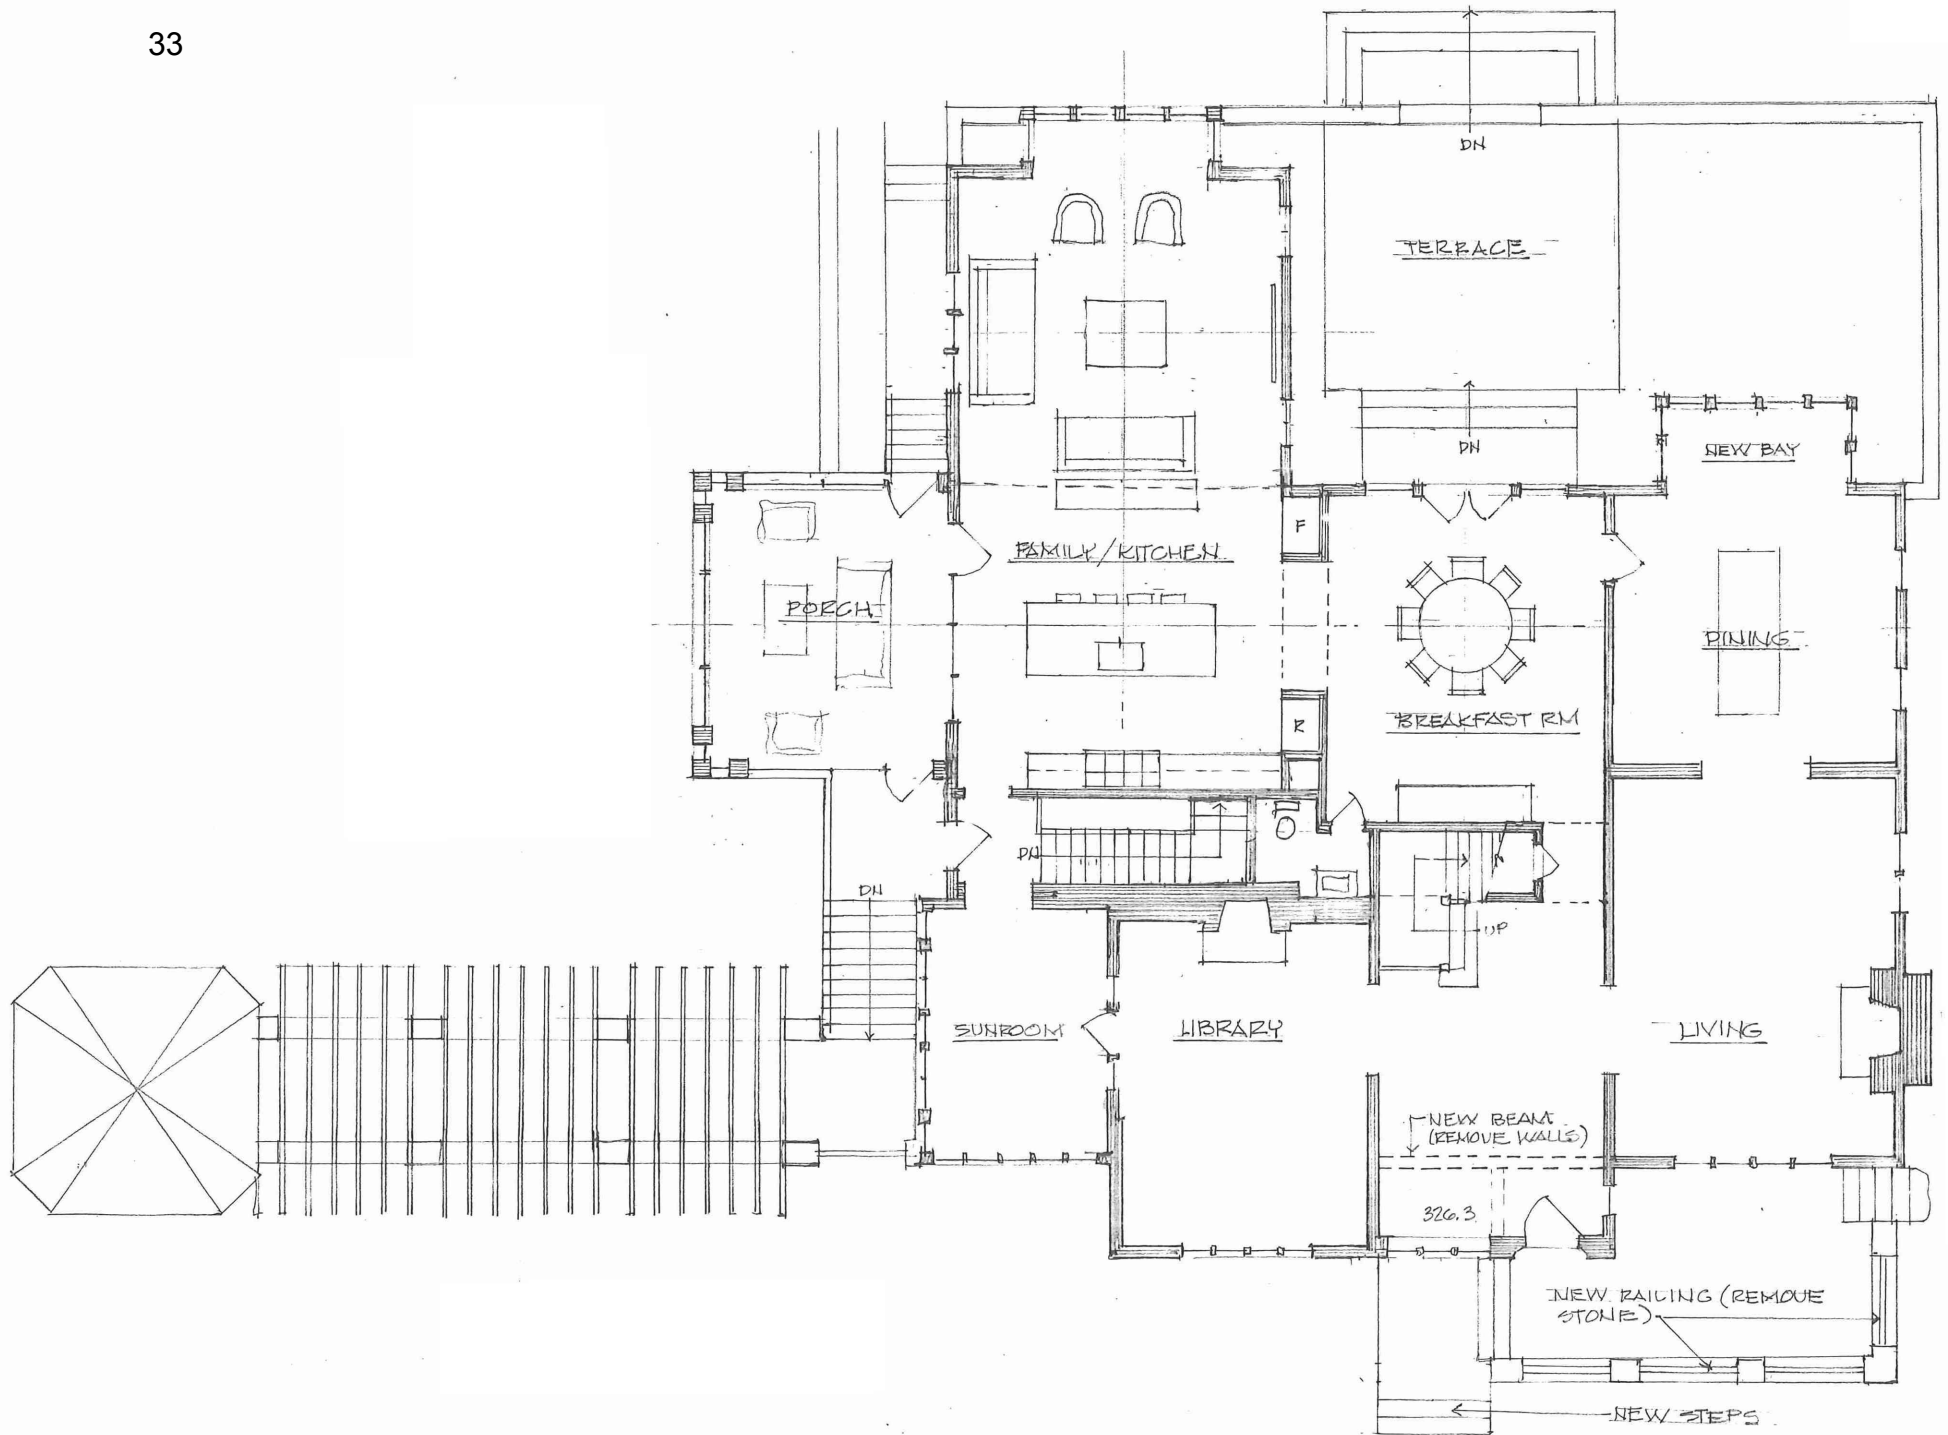 33
DN
TERRACE
DN
NEW BAY
F
FAMILY/KITCHEN
PORCH
DINING
R
BREAKFAST RM
DN
DN
UP
SUNROOM
LIBRARY
LIVING
NEW BEAM
(REMOVE WALLS)
326.3
NEW RAILING (REMOVE
STONE)
NEW STEPS